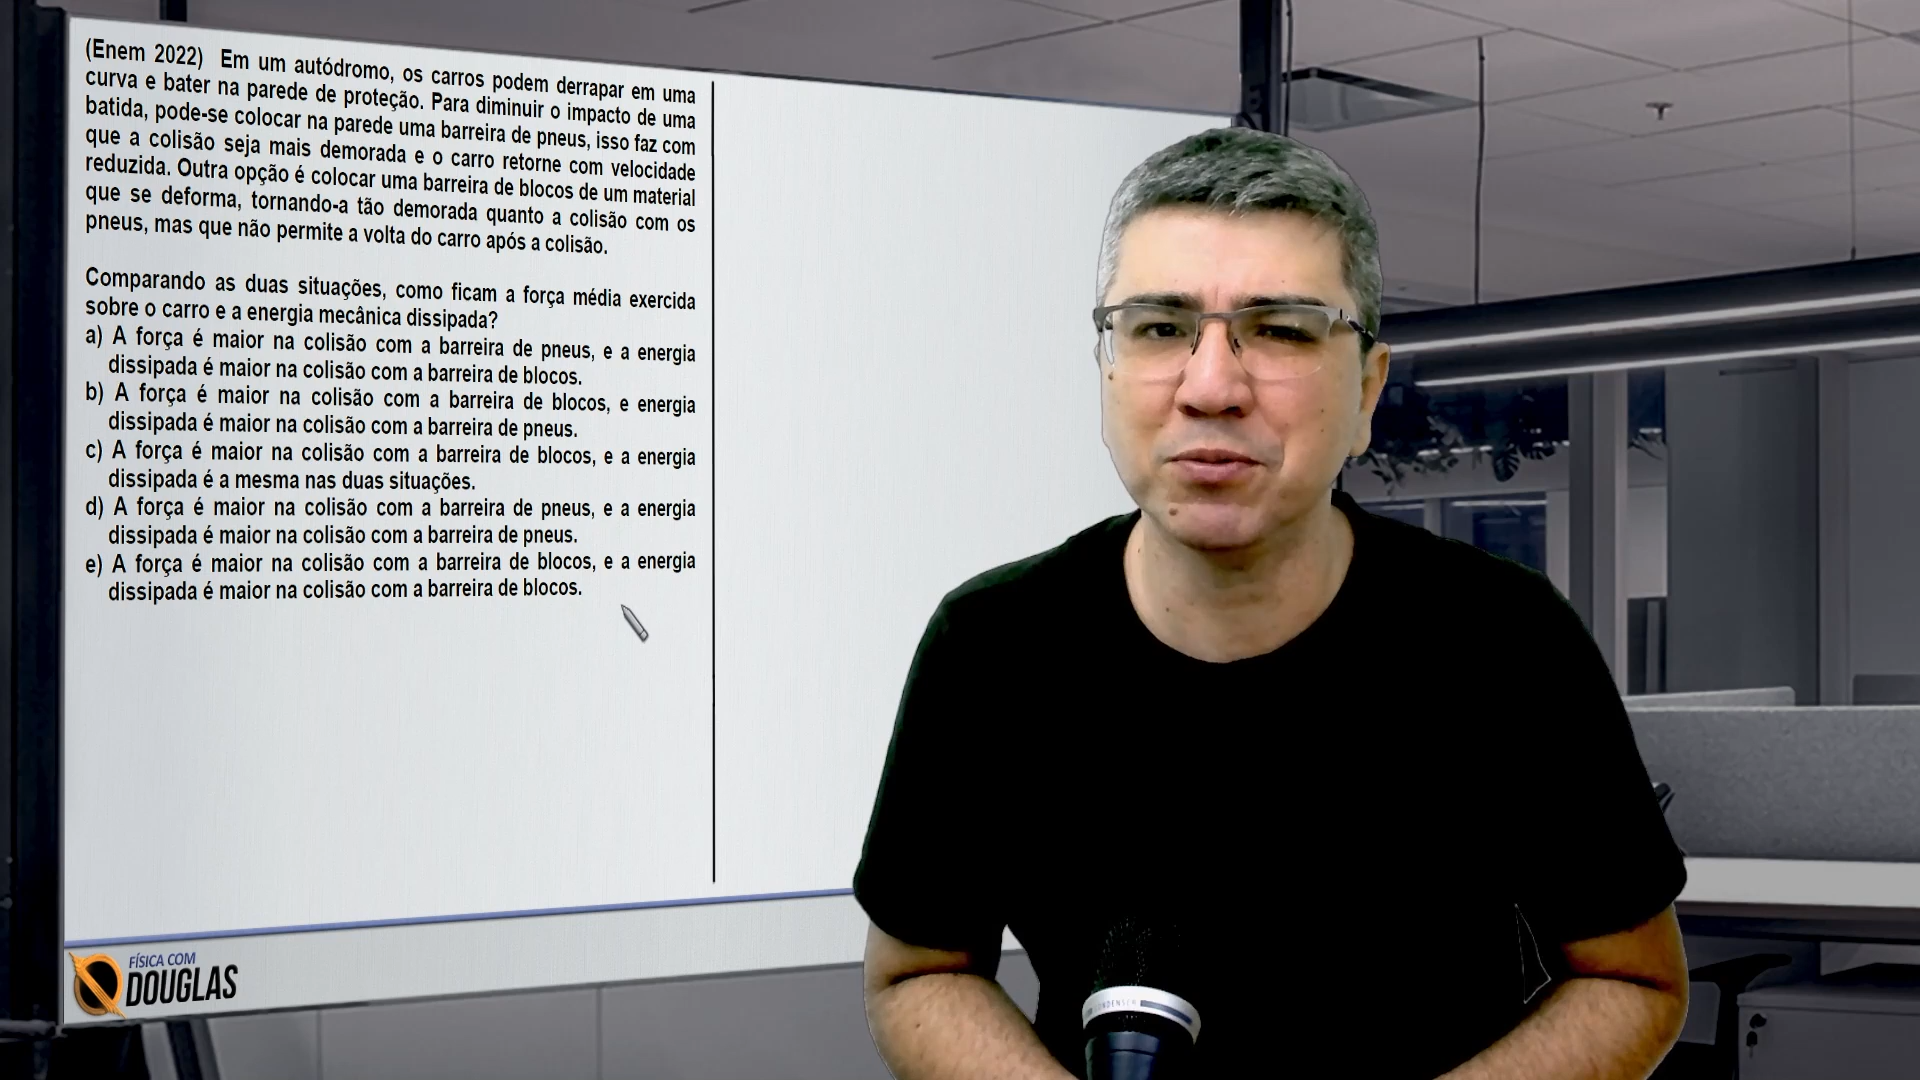 (Enem 2022) Em um autódromo, os carros podem derrapar em uma
curva e bater na parede de proteção. Para diminuir o impacto de uma
batida, pode-se colocar na parede uma barreira de pneus, isso faz com
que a colisão seja mais demorada e o carro retorne com velocidade
reduzida. Outra opção é colocar uma barreira de blocos de um material
que se deforma, tornando-a tão demorada quanto a colisão com os
pneus, mas que não permite a volta do carro após a colisão.
Comparando as duas situações, como ficam a força média exercida
sobre o carro e a energia mecânica dissipada?
a) A força é maior na colisão com a barreira de pneus, e a energia
dissipada é maior na colisão com a barreira de blocos.
b) A força é maior na colisão com a barreira de blocos, e energia
dissipada é maior na colisão com a barreira de pneus.
c) A força é maior na colisão com a barreira de blocos, e a energia
dissipada é a mesma nas duas situações.
d) A força é maior na colisão com a barreira de pneus, e a energia
dissipada é maior na colisão com a barreira de pneus.
e) A força é maior na colisão com a barreira de blocos, e a energia
dissipada é maior na colisão com a barreira de blocos.
FÍSICA COM
DOUGLAS